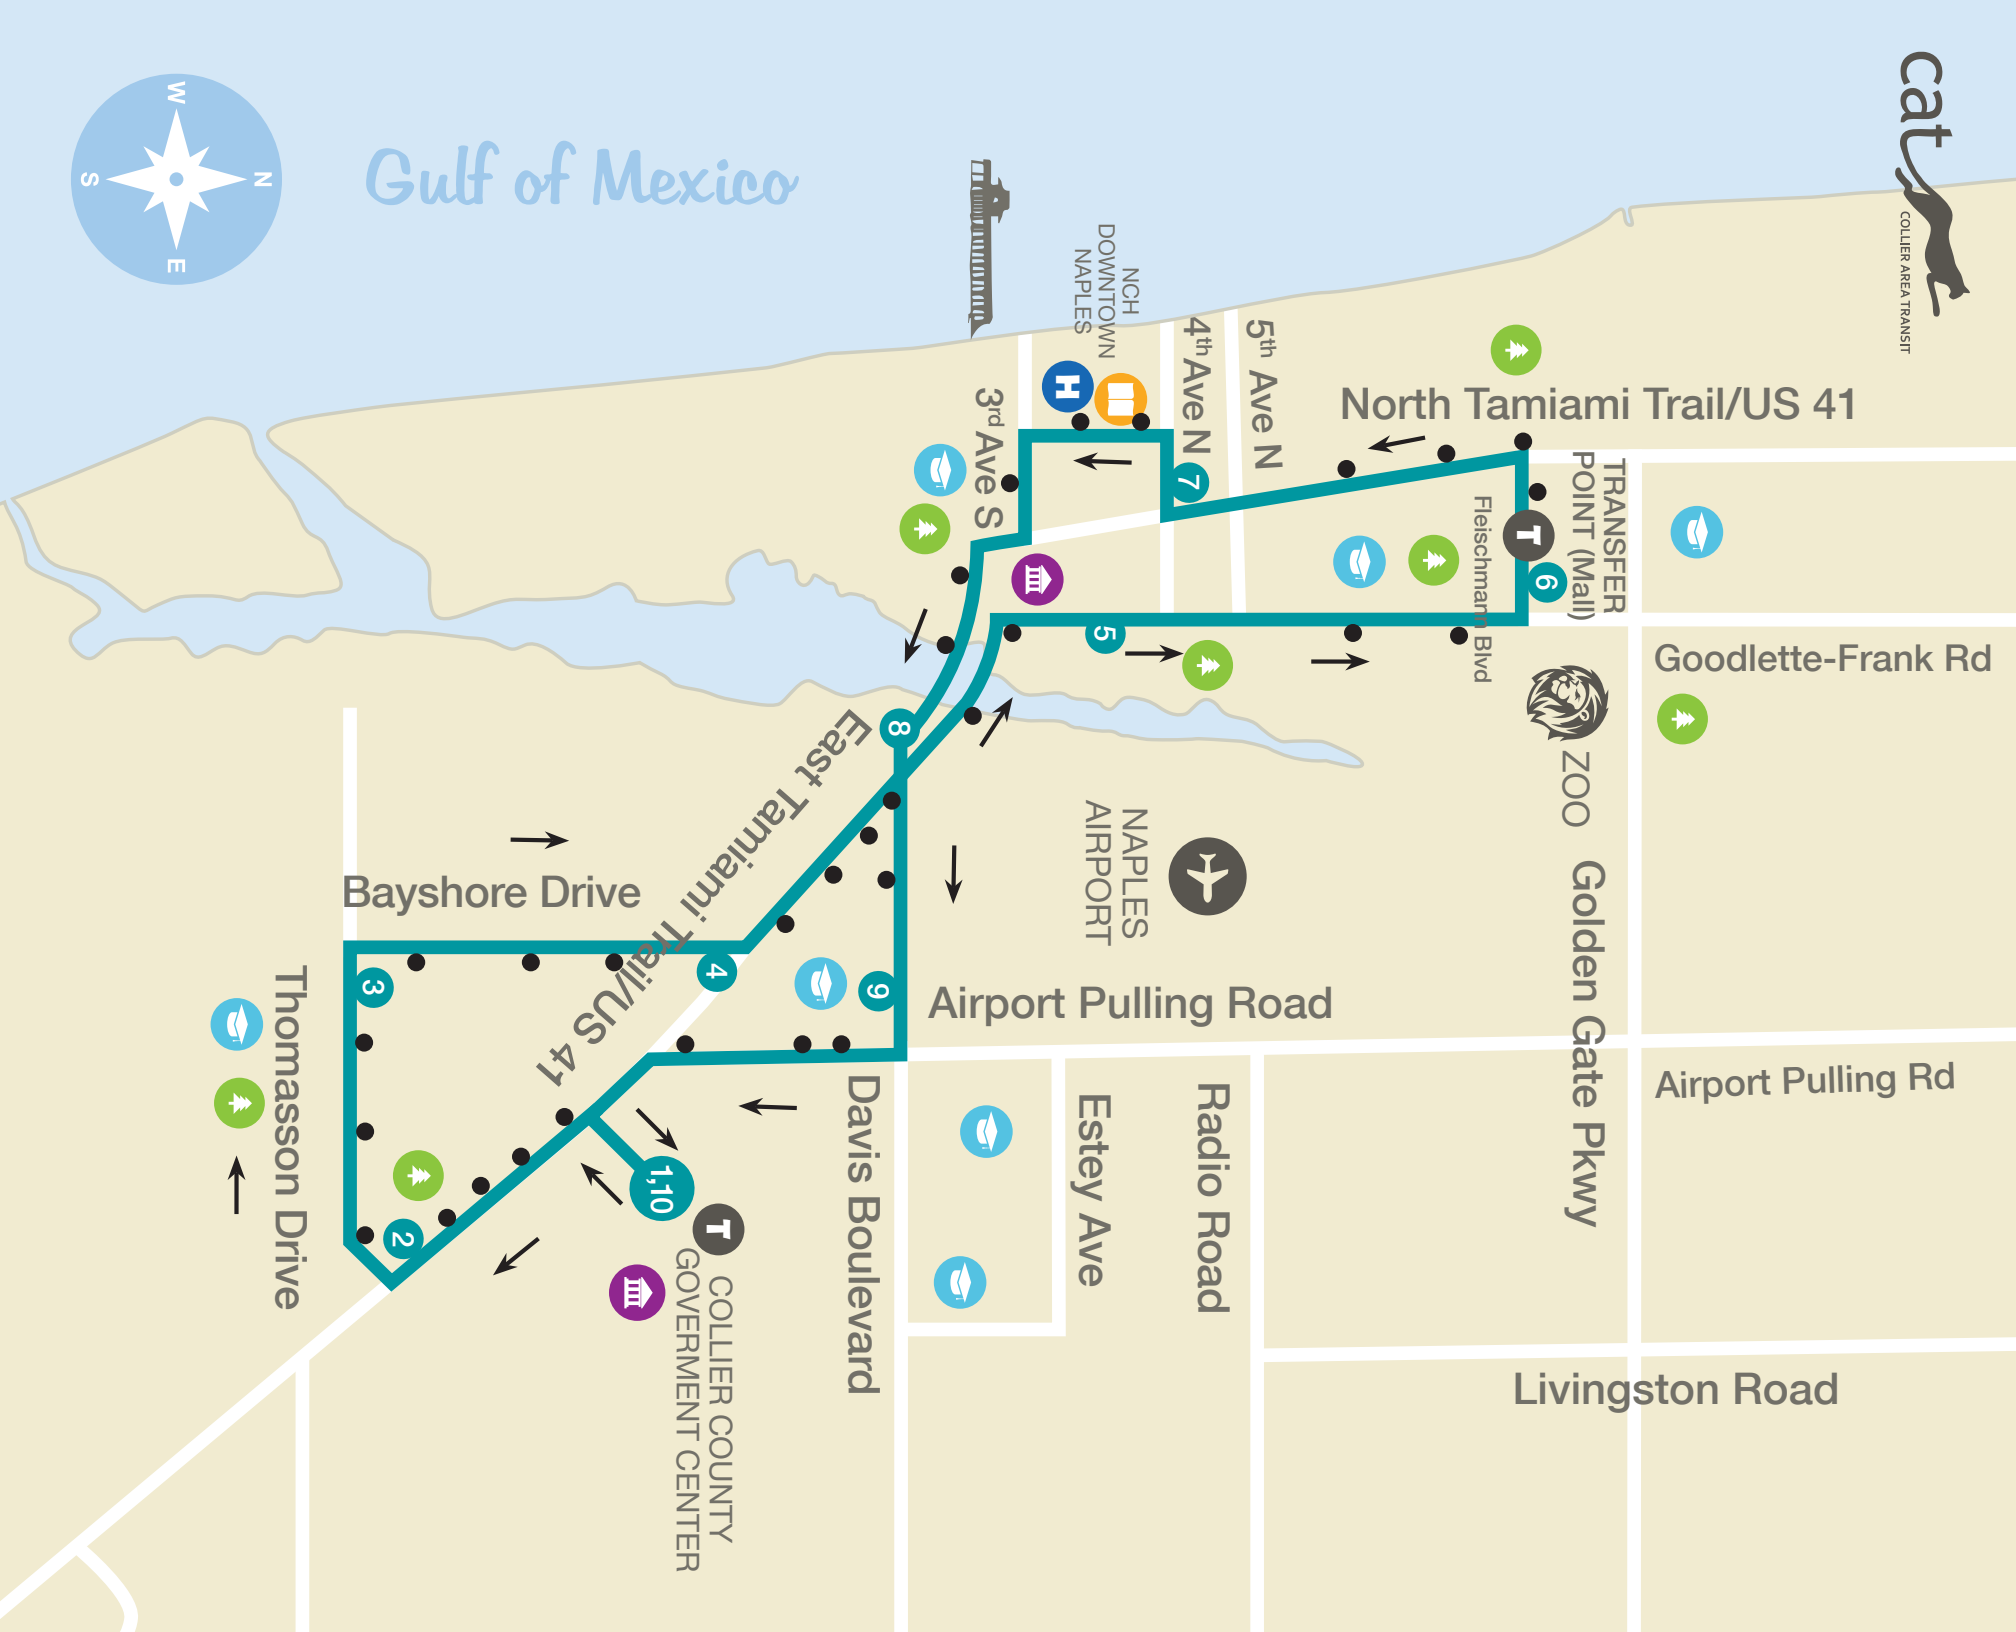 cat
COLLIER AREA TRANSIT
W
N
S
E
Gulf of Mexico
NCH
DOWNTOWN
NAPLES
H
3rd Ave S
4th Ave N
5th Ave N
North Tamiami Trail/US 41
7
TRANSFER
POINT (Mall)
Fleischmann Blvd
T
6
5
Goodlette-Frank Rd
ZOO
8
East Tamiami Trail/US 41
NAPLES
AIRPORT
Golden Gate Pkwy
Bayshore Drive
3
4
9
Airport Pulling Road
Airport Pulling Rd
Thomasson Drive
2
1,10
T
COLLIER COUNTY
GOVERMENT CENTER
Davis Boulevard
Estey Ave
Radio Road
Livingston Road